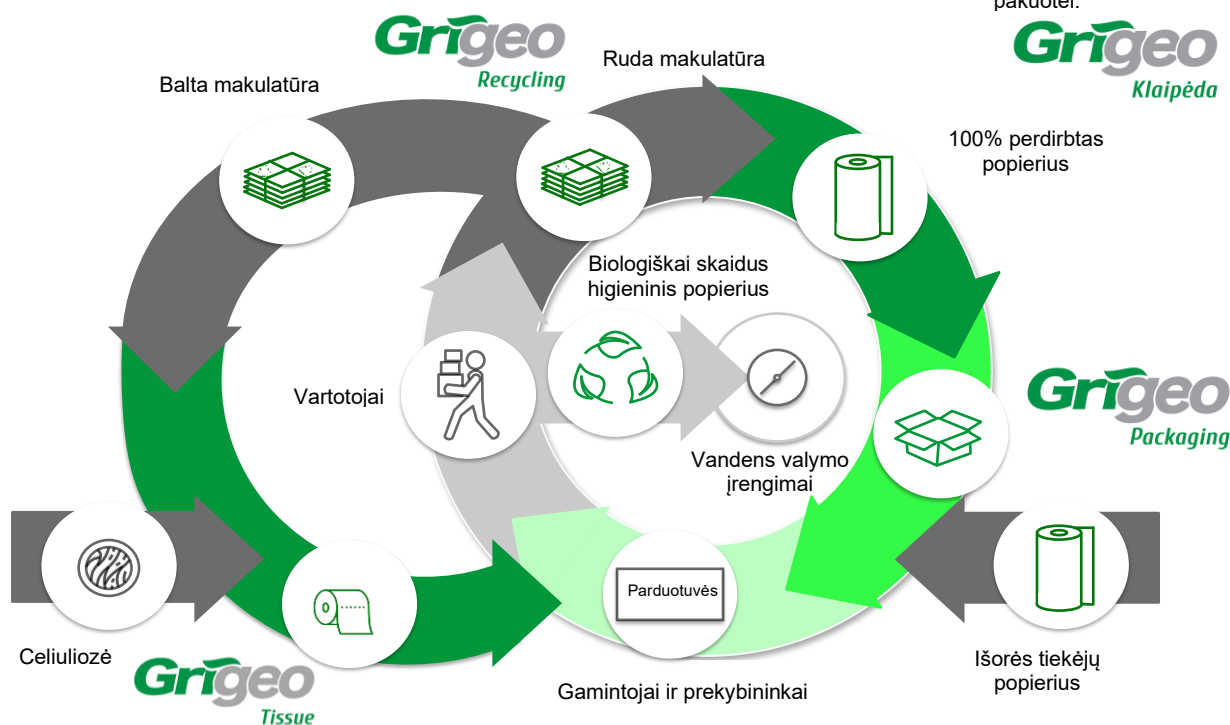 pakuotei.
Grigeo
Recycling
Grigeo
Klaipėda
Balta makulatūra
Ruda makulatūra
100% perdirbtas
popierius
Biologiškai skaidus
higieninis popierius
Vartotojai
Grigeo
Packaging
Vandens valymo
įrengimai
Parduotuvės
Celiuliozė
Grigeo
Tissue
Gamintojai ir prekybininkai
Išorės tiekėjų
popierius